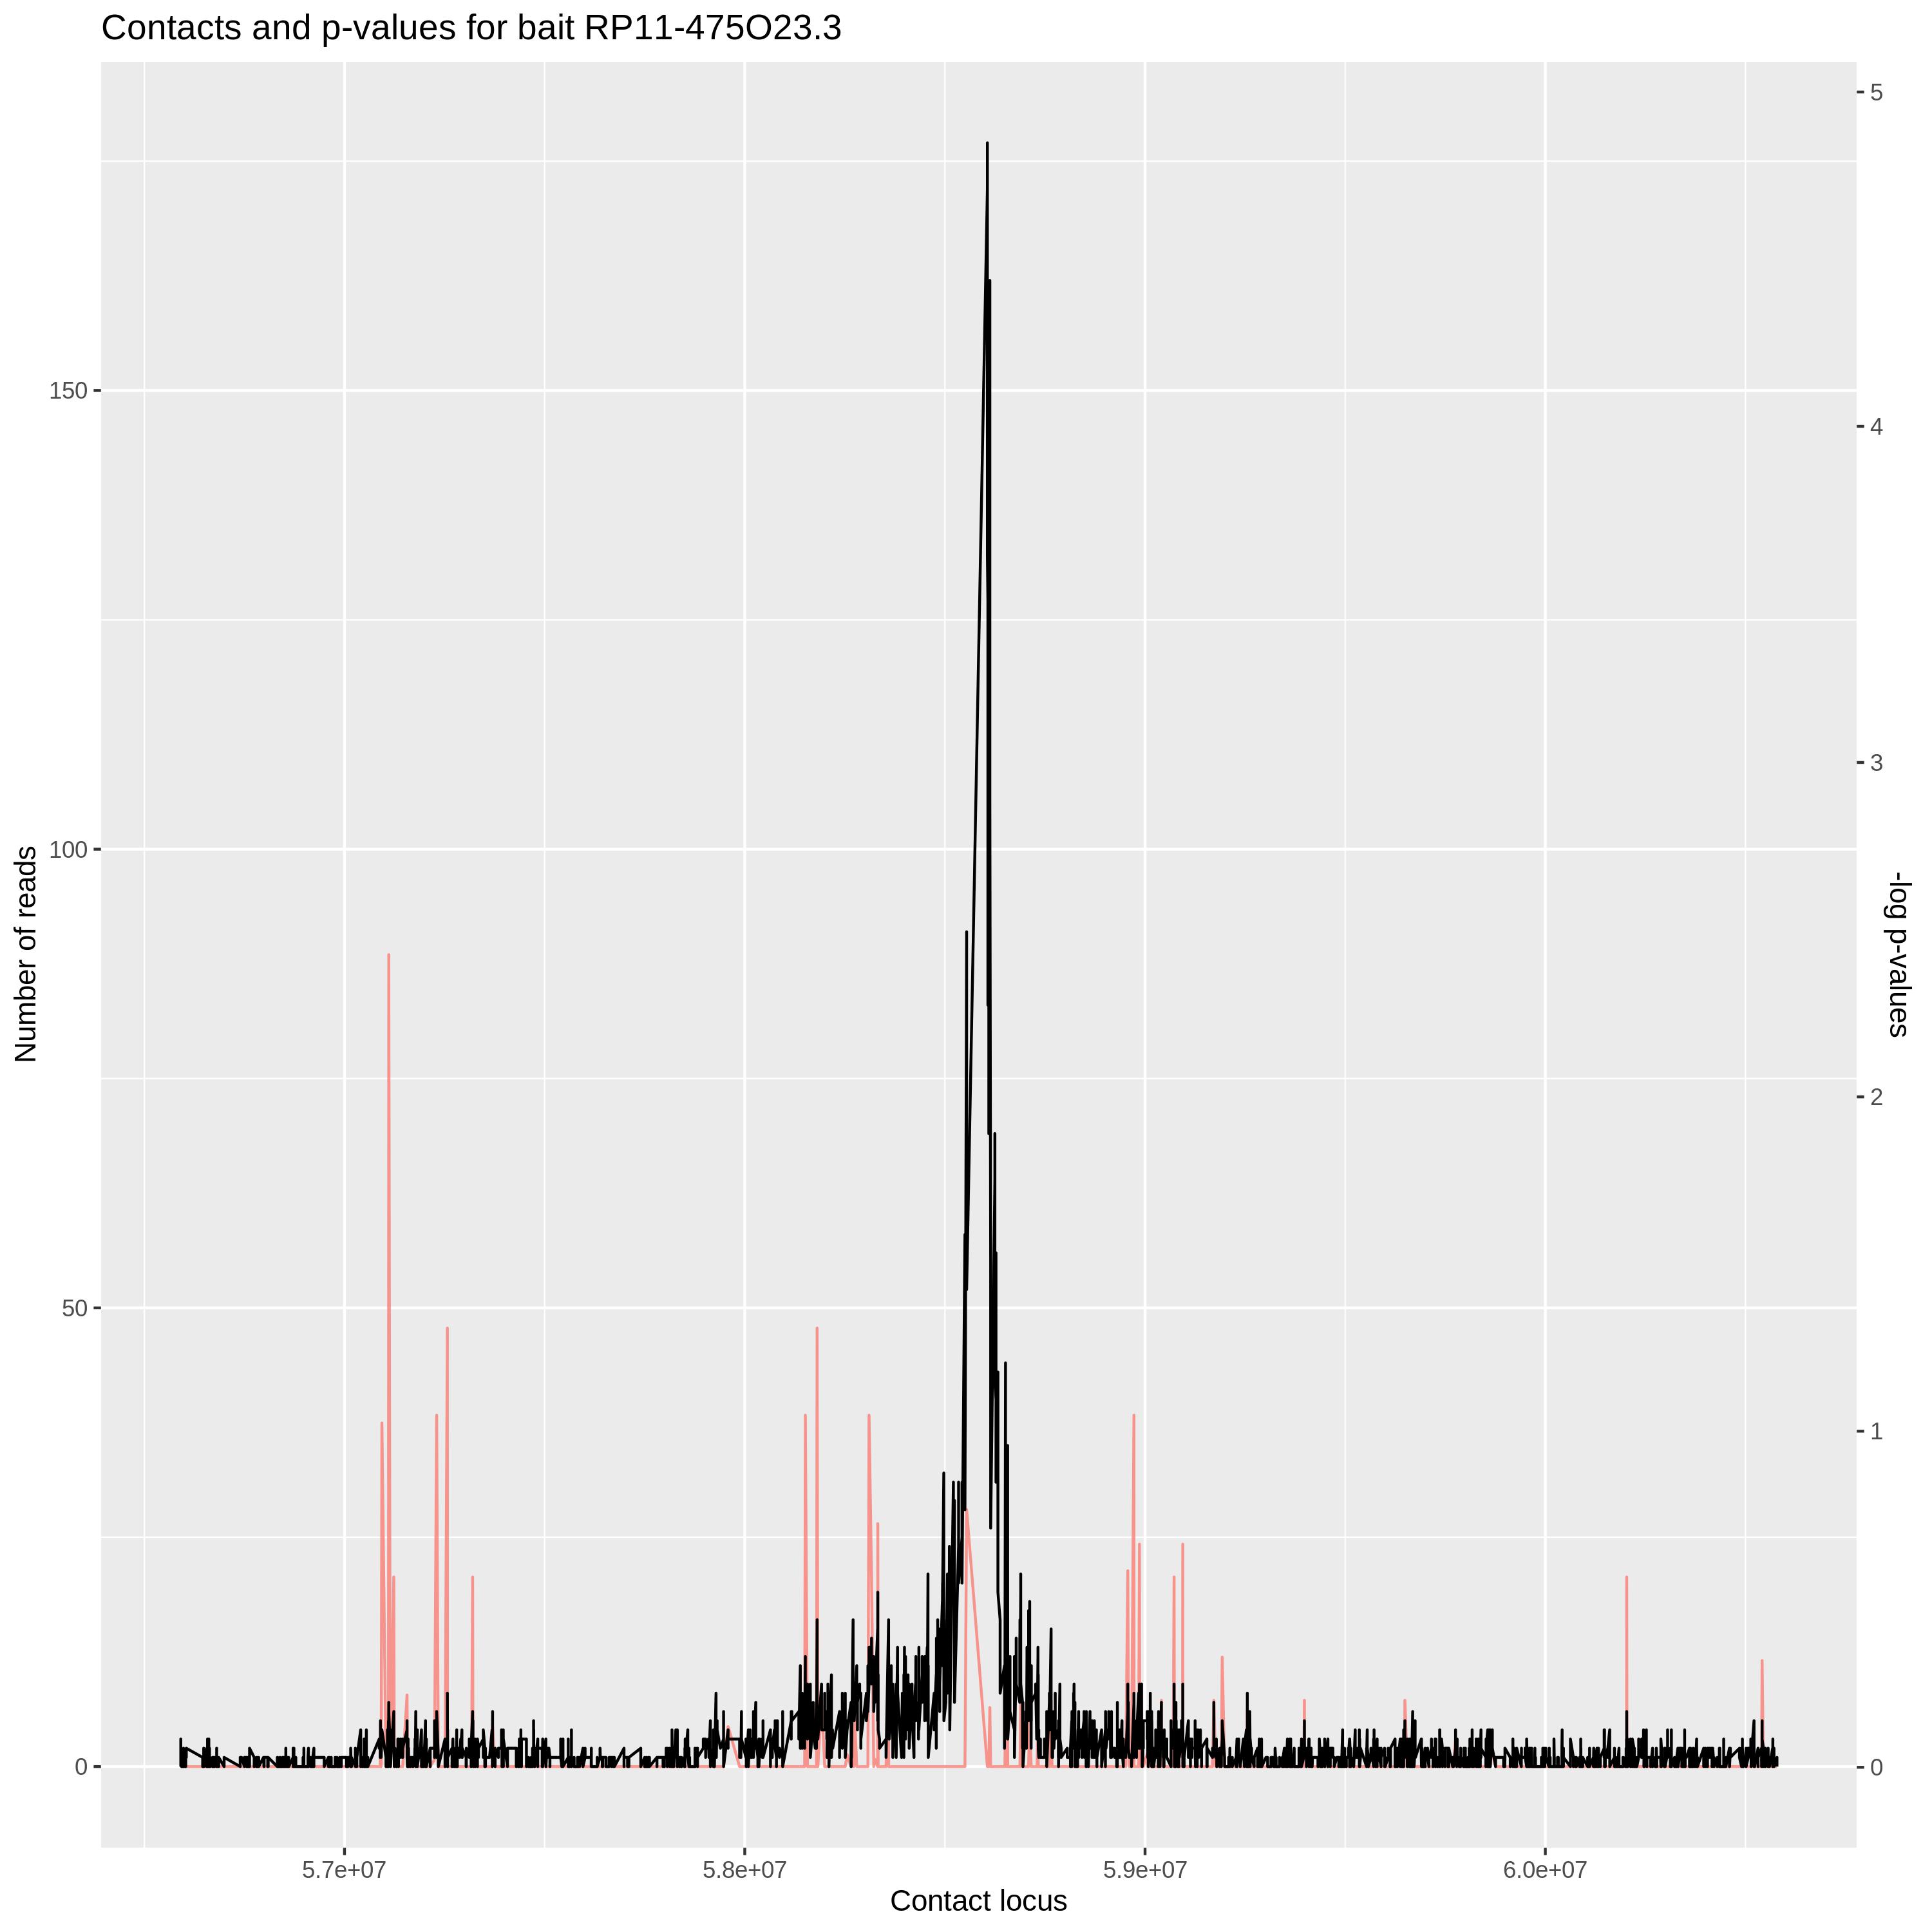 Contacts and p-values for bait RP11-475O23.3
Number of reads
150
100
50
0
5
4
3
2
1
0
-log p-values
5.7e+07
5.8e+07
5.9e+07
6.0e+07
Contact locus